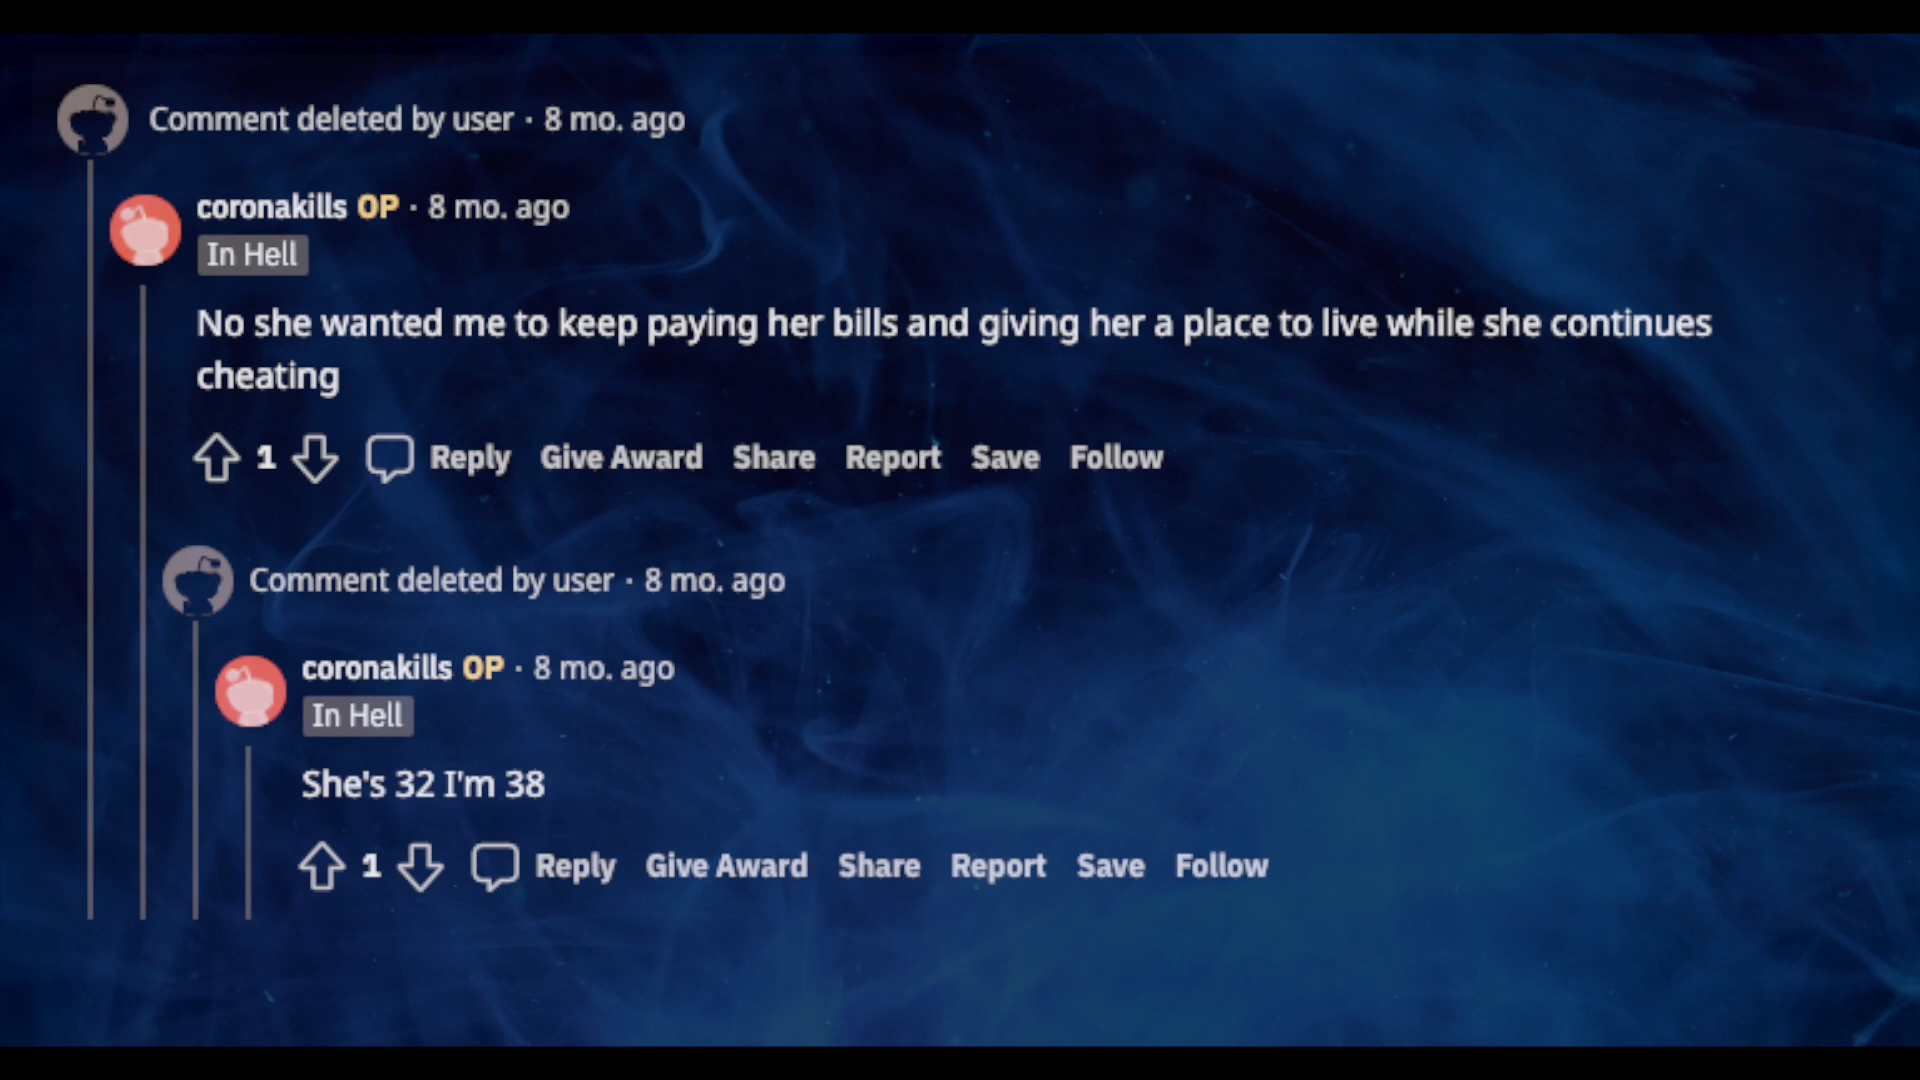 Comment deleted by user · 8 mo. ago
coronakills OP · 8 mo. ago
In Hell
No she wanted me to keep paying her bills and giving her a place to live while she continues
cheating
1 Reply Give Award Share Report Save Follow
Comment deleted by user · 8 mo. ago
coronakills OP · 8 mo. ago
In Hell
She's 32 I'm 38
1 Reply Give Award Share Report Save Follow